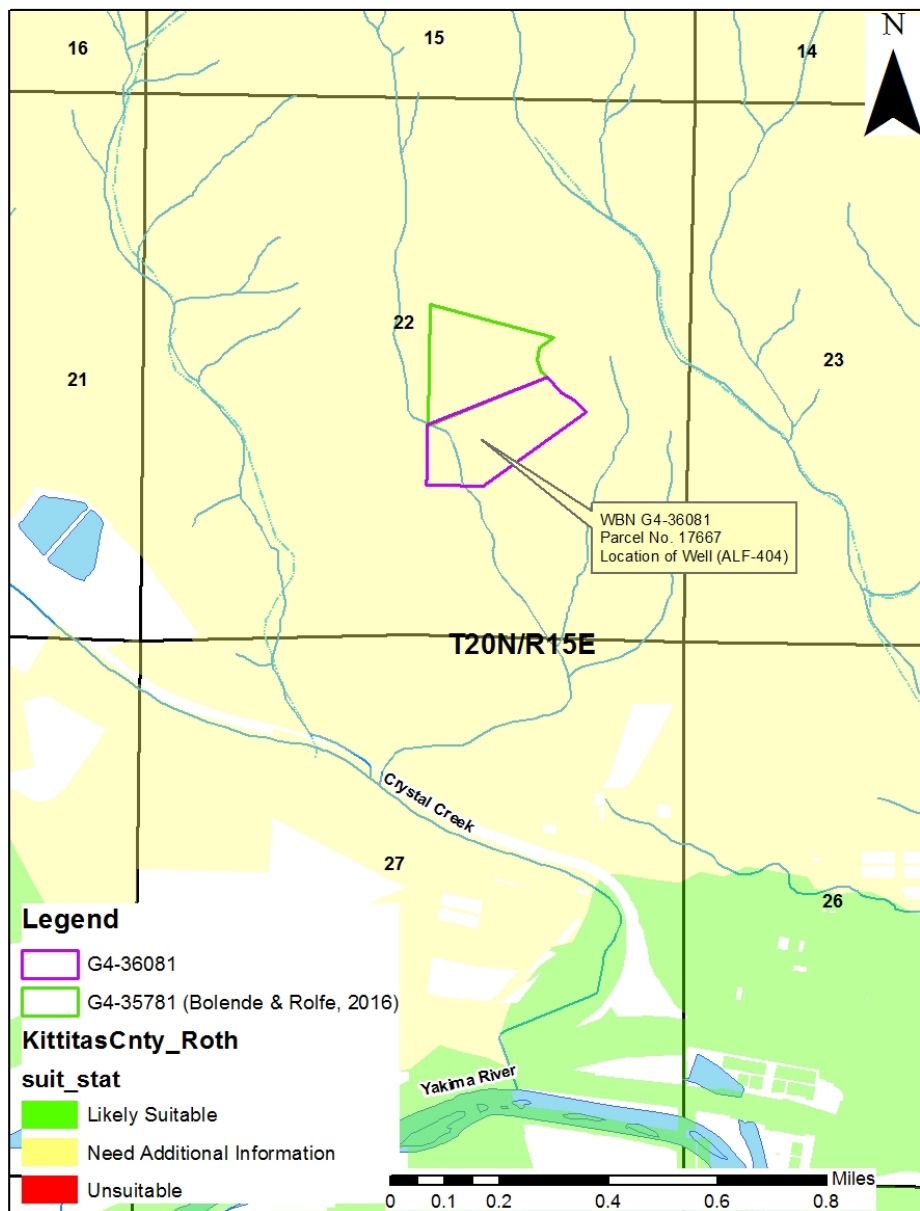 16
15
14
N
22
21
23
WBN G4-36081
Parcel No. 17667
Location of Well (ALF-404)
T20N/R15E
Crystal Creek
27
26
Yakima River
Legend
G4-36081
G4-35781 (Bolende & Rolfe, 2016)
KittitasCnty_Roth
suit_stat
Likely Suitable
Need Additional Information
Unsuitable
0 0.1 0.2 0.4 0.6 0.8 Miles